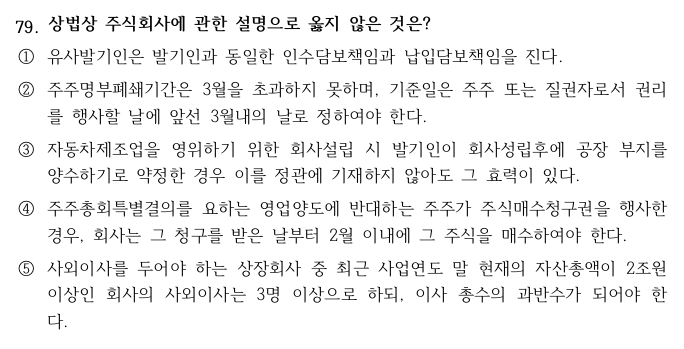 79. 상법상 주식회사에 관한 설명으로 옳지 않은 것은?
① 유사발기인은 발기인과 동일한 인수담보책임과 납입담보책임을 진다.
② 주주명부폐쇄기간은 3월을 초과하지 못하며, 기준일은 주주 또는 질권자로서 권리
를 행사할 날에 앞선 3월내의 날로 정하여야 한다.
③ 자동차제조업을 영위하기 위한 회사설립 시 발기인이 회사성립후에 공장 부지를
양수하기로 약정한 경우 이를 정관에 기재하지 않아도 그 효력이 있다.
④ 주주총회특별결의를 요하는 영업양도에 반대하는 주주가 주식매수청구권을 행사한
경우, 회사는 그 청구를 받은 날부터 2월 이내에 그 주식을 매수하여야 한다.
⑤ 사외이사를 두어야 하는 상장회사 중 최근 사업연도 말 현재의 자산총액이 2조원
이상인 회사의 사외이사는 3명 이상으로 하되, 이사 총수의 과반수가 되어야 한
다.